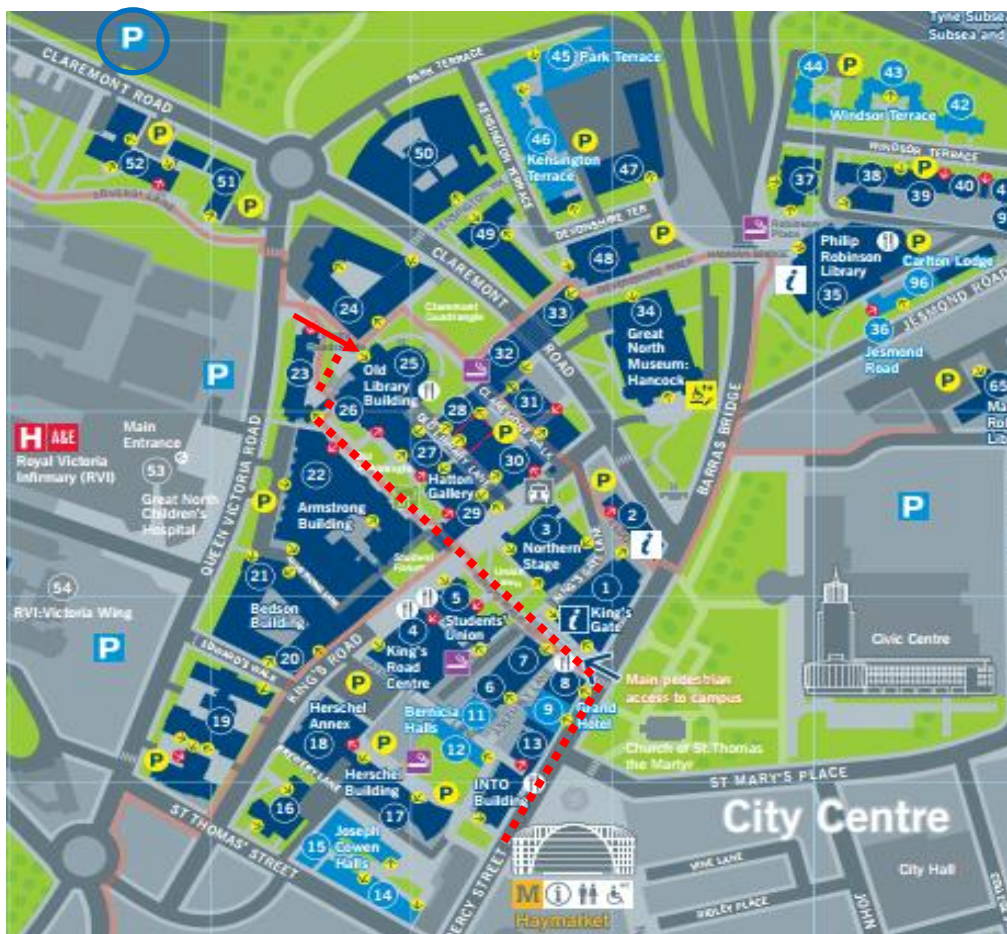 Tyne Subse
Subsea and
P
CLAREMONT ROAD
PARK TERRACE
45 Park Terrace
44 P 43
42
Windsor Terrace
WINDSOR TERRACE
KENSINGTON TERRACE
46
Kensington
Terrace
P
47
50
52
P
51
P
37
38
P
39
40
49
DEVONSHIRE TER
P
48
CLAREMONT
ROAD
Philip
Robinson
Library
35
P
Carlton Lodge
96
JESMOND ROAD
36
Jesmond
Road
i
24
Claremont
Quadrangle
33
34
Great
North
Museum:
Hancock
BARRAS BRIDGE
32
P
23
25
Old
Library
Building
26
28
31
P
30
27
Hatton
Gallery
29
P
65
H A&E
Royal Victoria
Infirmary (RVI)
Main
Entrance
53
Great North
Children's
Hospital
QUEEN VICTORIA ROAD
22
Armstrong
Building
P
P
2
i
3
Northern
Stage
KING'S GATE LAN
1
i
King's
Gate
P
54
RVI:Victoria Wing
P
21
Bedson
Building
Student
Forum
5
Students'
Union
4
King's
Road
Centre
KING'S ROAD
20
EDWARD'S WALK
7
6
8
Main pedestrian
access to campus
Civic Centre
P
Bernicia
Halls
11
9
Grand
Hotel
19
Herschel
Annex
18
12
13
P
Church of St. Thomas
the Martyr
ST MARY'S PLACE
P
BREWERY LANE
Herschel
Building
P
INTO
Building
16
17
ST THOMAS' STREET
15
Joseph
Cowen
Halls
14
City Centre
City Hall
VINE LANE
RIDLEY PLACE
JOHN
PERCY STREET
M i
Haymarket